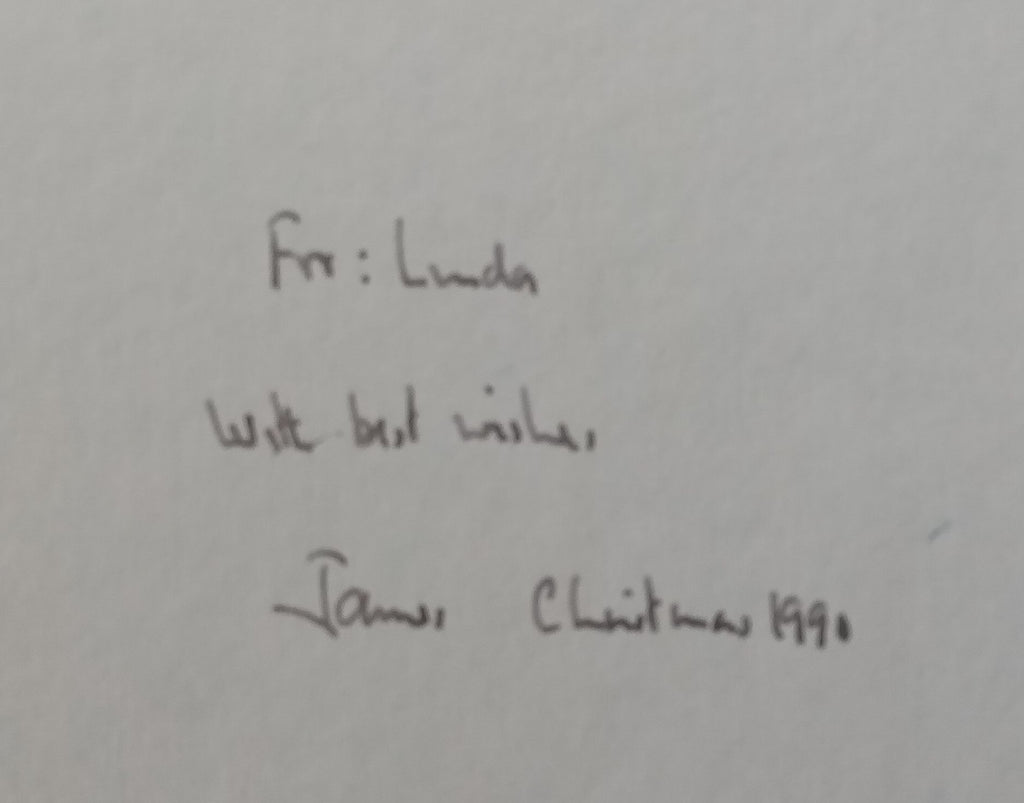 For: Linda
With best wishes
James Christmas 1990